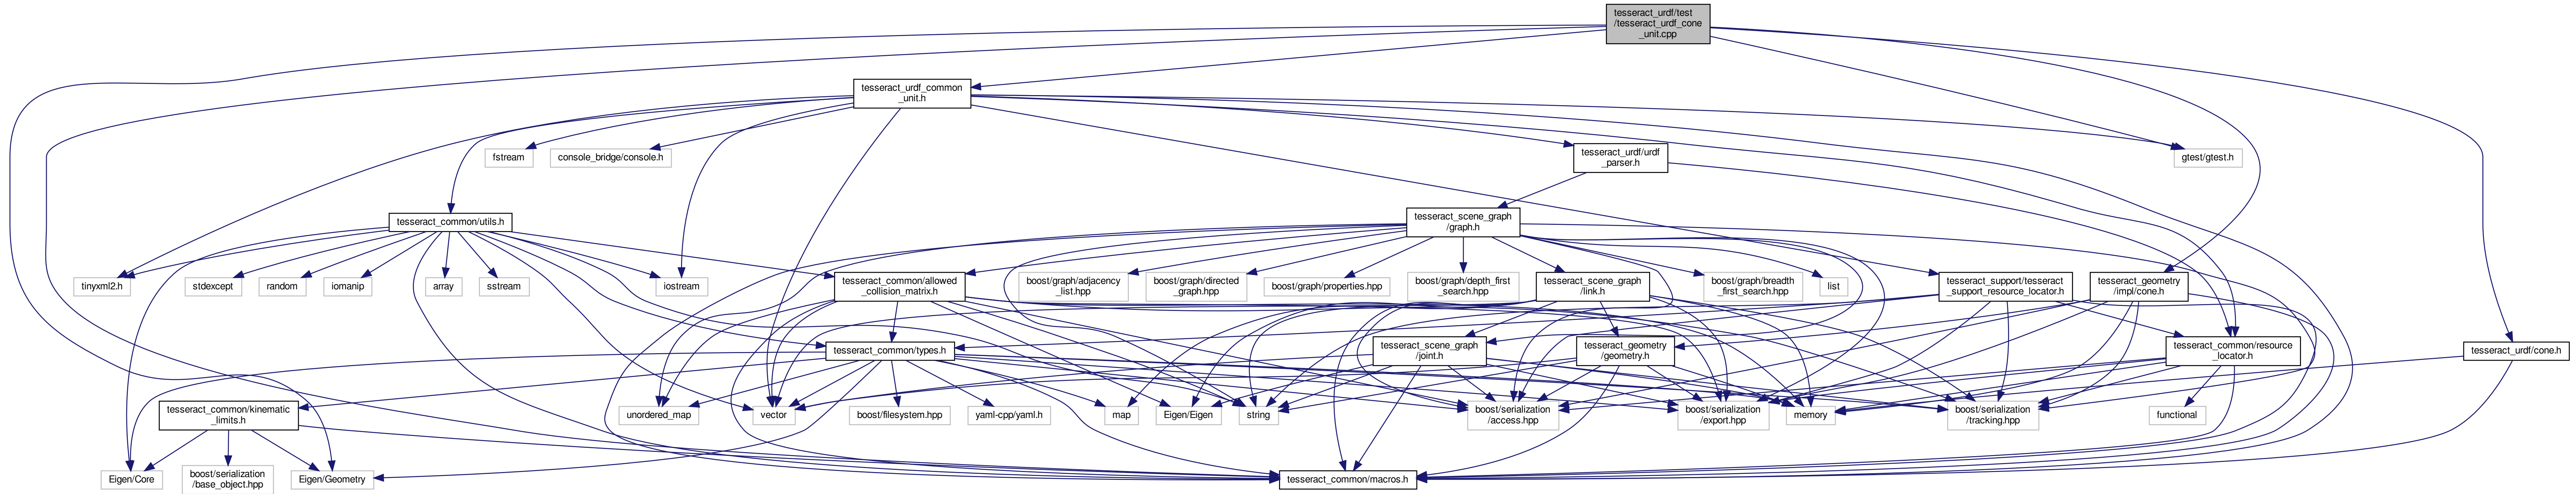 tesseract_urdf/test
/tesseract_urdf_cone
_unit.cpp
tesseract_urdf_common
_unit.h
fstream
console_bridge/console.h
tesseract_urdf/urdf
_parser.h
gtest/gtest.h
tesseract_common/utils.h
tesseract_scene_graph
/graph.h
tinyxml2.h
stdexcept
random
iomanip
array
sstream
iostream
tesseract_common/allowed
_collision_matrix.h
boost/graph/adjacency
_list.hpp
boost/graph/directed
_graph.hpp
boost/graph/properties.hpp
boost/graph/depth_first
_search.hpp
tesseract_scene_graph
/link.h
boost/graph/breadth
_first_search.hpp
list
tesseract_support/tesseract
_support_resource_locator.h
tesseract_geometry
/impl/cone.h
tesseract_common/types.h
tesseract_scene_graph
/joint.h
tesseract_geometry
/geometry.h
tesseract_common/resource
_locator.h
tesseract_urdf/cone.h
tesseract_common/kinematic
_limits.h
unordered_map
vector
boost/filesystem.hpp
yaml-cpp/yaml.h
map
Eigen/Eigen
string
boost/serialization
/access.hpp
boost/serialization
/export.hpp
memory
boost/serialization
/tracking.hpp
functional
Eigen/Core
boost/serialization
/base_object.hpp
Eigen/Geometry
tesseract_common/macros.h